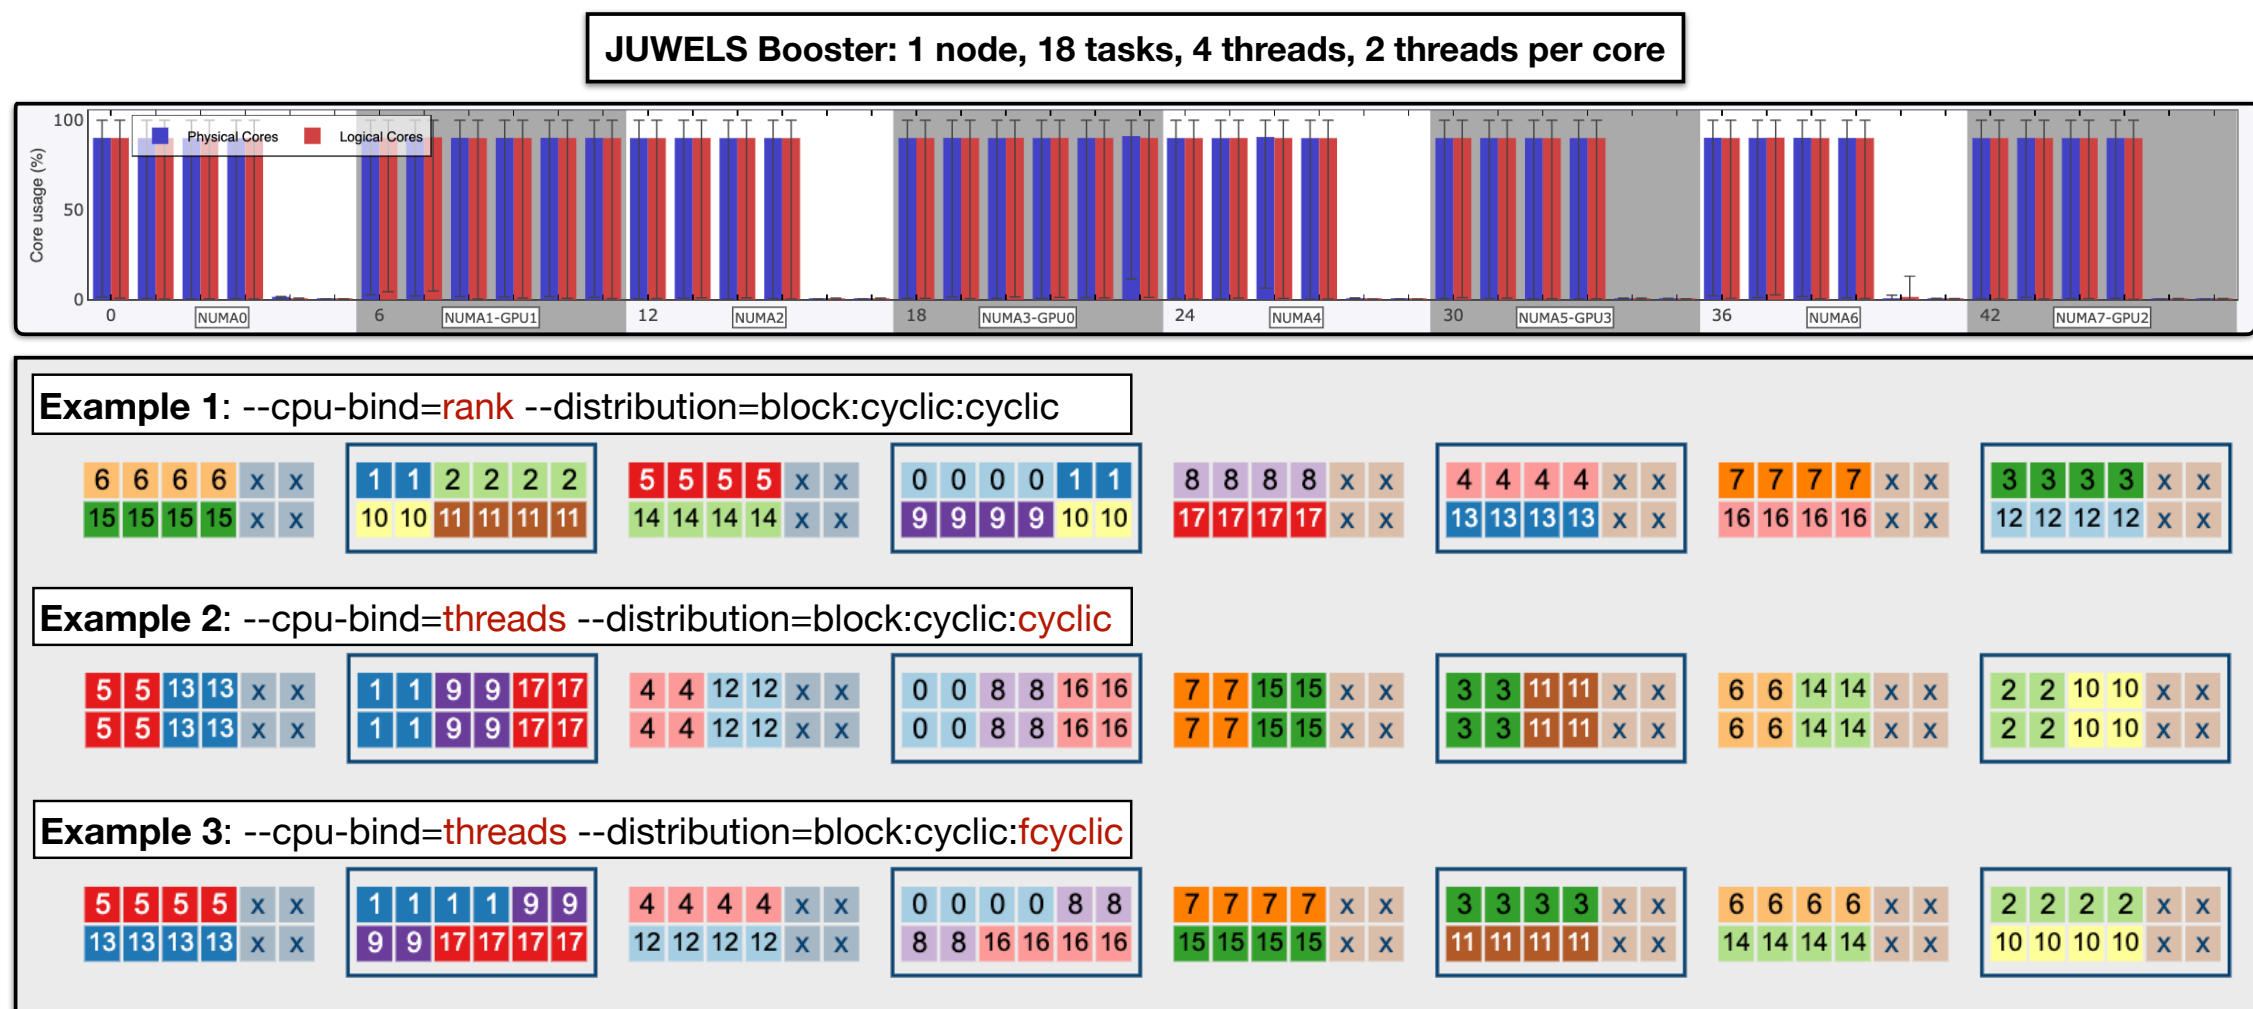 JUWELS Booster: 1 node, 18 tasks, 4 threads, 2 threads per core
100
Physical Cores Logical Cores
Core usage (%)
50
0
0 NUMA0 6 NUMA1-GPU1 12 NUMA2 18 NUMA3-GPU0 24 NUMA4 30 NUMA5-GPU3 36 NUMA6 42 NUMA7-GPU2
Example 1: --cpu-bind=rank --distribution=block:cyclic:cyclic
6 6 6 6 x x 1 1 2 2 2 2 5 5 5 5 x x 0 0 0 0 1 1 8 8 8 8 x x 4 4 4 4 x x 7 7 7 7 x x 3 3 3 3 x x
15 15 15 15 x x 10 10 11 11 11 11 14 14 14 14 x x 9 9 9 9 10 10 17 17 17 17 x x 13 13 13 13 x x 16 16 16 16 x x 12 12 12 12 x x
Example 2: --cpu-bind=threads --distribution=block:cyclic:cyclic
5 5 13 13 x x 1 1 9 9 17 17 4 4 12 12 x x 0 0 8 8 16 16 7 7 15 15 x x 3 3 11 11 x x 6 6 14 14 x x 2 2 10 10 x x
5 5 13 13 x x 1 1 9 9 17 17 4 4 12 12 x x 0 0 8 8 16 16 7 7 15 15 x x 3 3 11 11 x x 6 6 14 14 x x 2 2 10 10 x x
Example 3: --cpu-bind=threads --distribution=block:cyclic:fcyclic
5 5 5 5 x x 1 1 1 1 9 9 4 4 4 4 x x 0 0 0 0 8 8 7 7 7 7 x x 3 3 3 3 x x 6 6 6 6 x x 2 2 2 2 x x
13 13 13 13 x x 9 9 17 17 17 17 12 12 12 12 x x 8 8 16 16 16 16 15 15 15 15 x x 11 11 11 11 x x 14 14 14 14 x x 10 10 10 10 x x